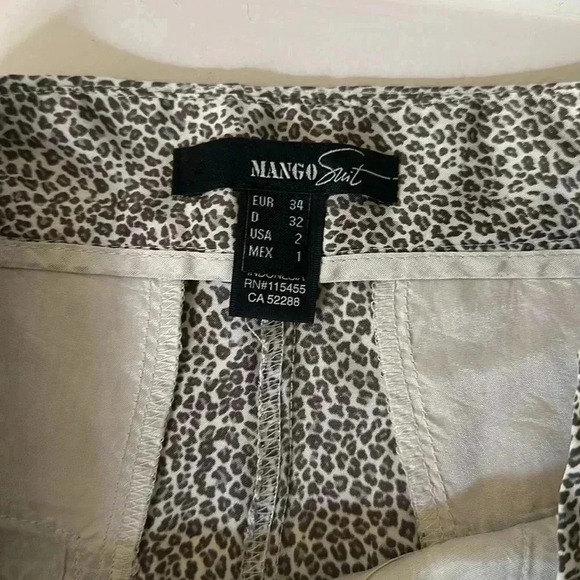 MANGO Suit
EUR 34
D 32
USA 2
MEX 1
INDONESIA
RN#115455
CA 52288